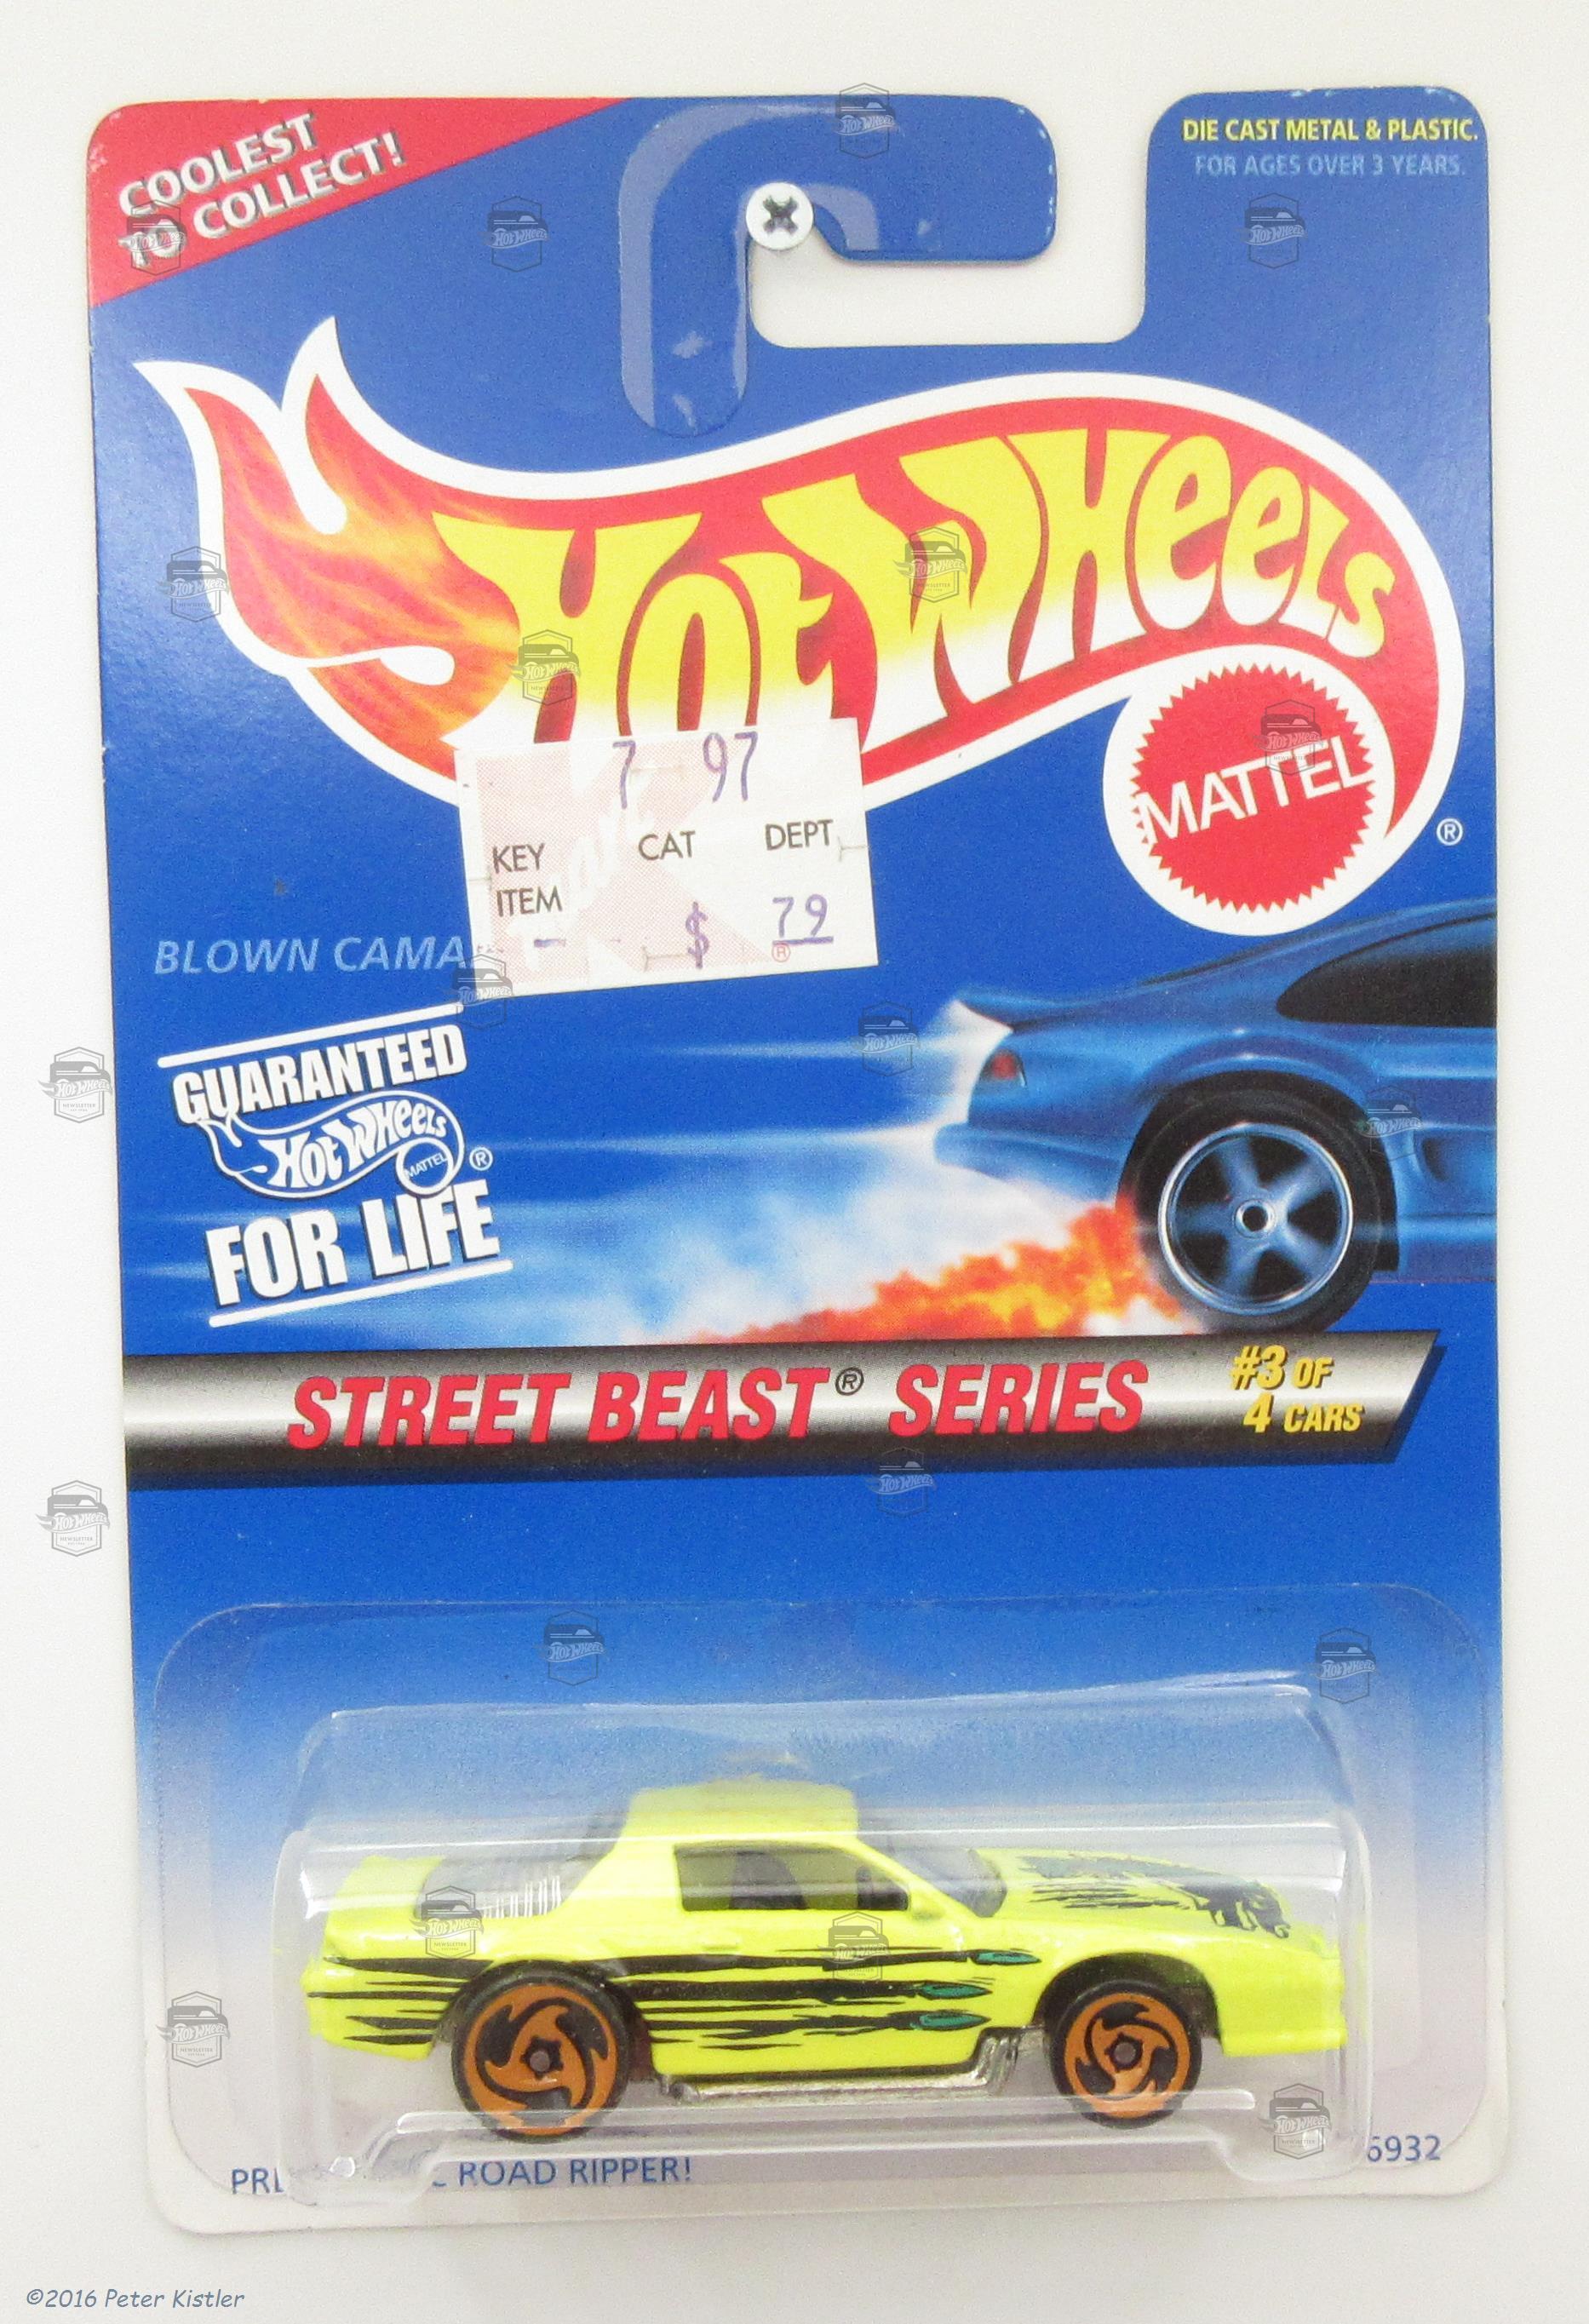 COOLEST
TO COLLECT!
DIE CAST METAL & PLASTIC.
FOR AGES OVER 3 YEARS.
HOT WHEELS
MATTEL
®
7 97
KEY CAT DEPT
ITEM
$ 79
®
BLOWN CAMA
GUARANTEED
HOT WHEELS
MATTEL ®
FOR LIFE
STREET BEAST® SERIES
#3 OF
4 CARS
ROAD RIPPER!
6932
©2016 Peter Kistler